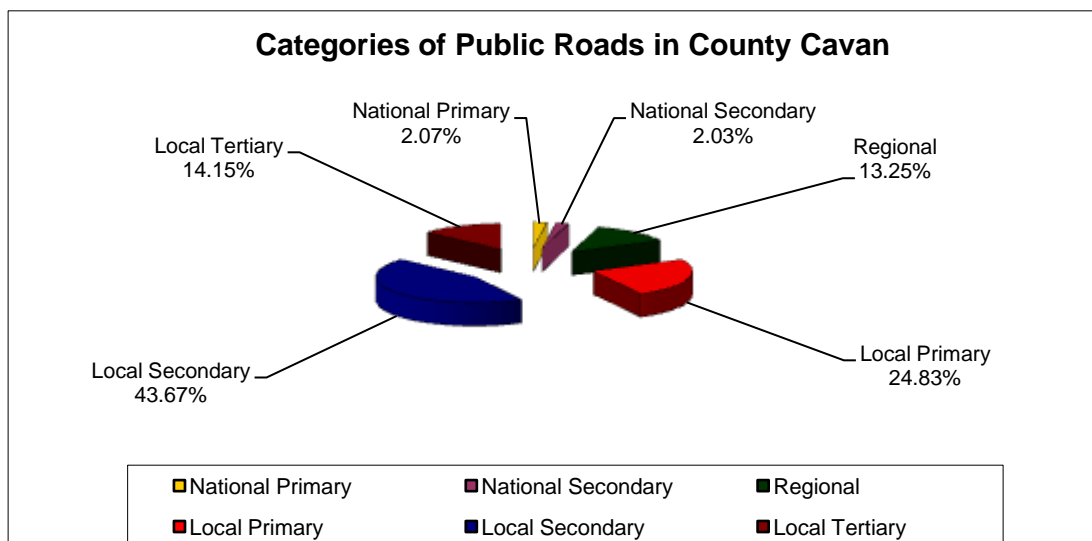 Categories of Public Roads in County Cavan
National Primary
2.07%
National Secondary
2.03%
Local Tertiary
14.15%
Regional
13.25%
Local Secondary
43.67%
Local Primary
24.83%
National Primary National Secondary Regional
Local Primary Local Secondary Local Tertiary